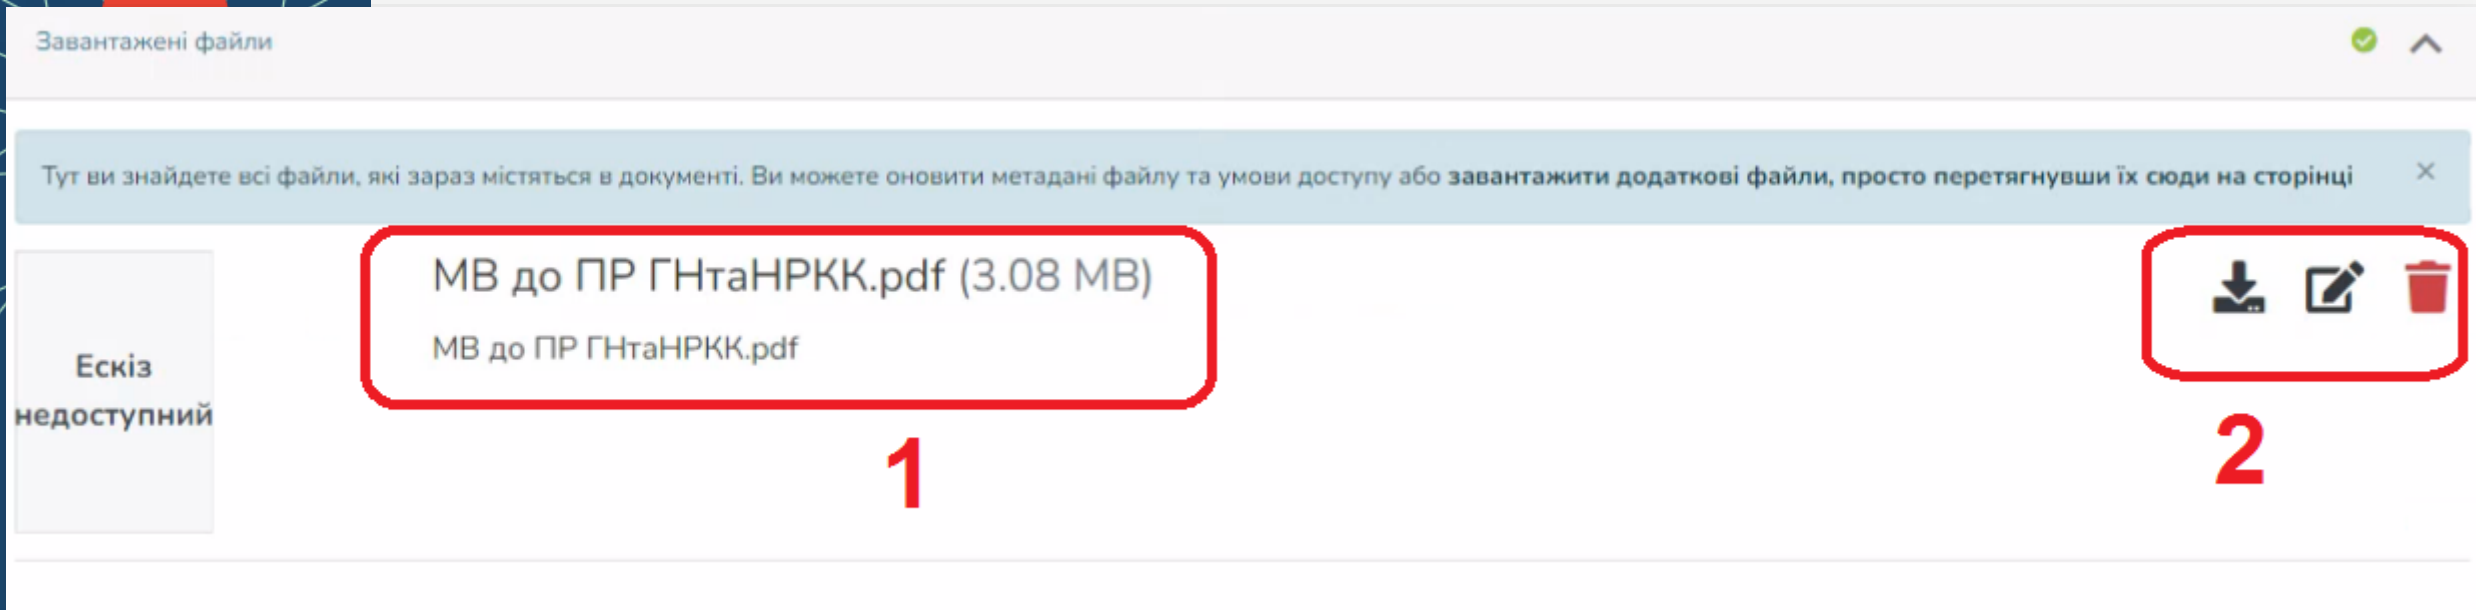 Завантажені файли
Тут ви знайдете всі файли, які зараз містяться в документі. Ви можете оновити метадані файлу та умови доступу або завантажити додаткові файли, просто перетягнувши їх сюди на сторінці
МВ до ПР ГНтаНРКК.pdf (3.08 MB)
МВ до ПР ГНтаНРКК.pdf
Ескіз
недоступний
1
2